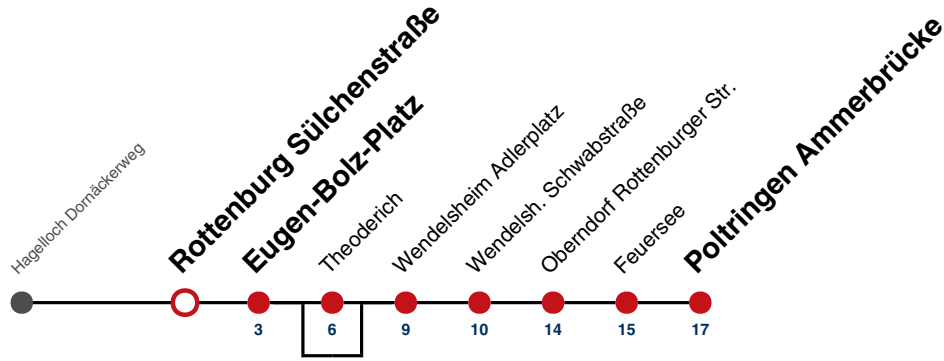 Hagelloch Dornäckerweg
Rottenburg Sülchenstraße
Eugen-Bolz-Platz
Theoderich
Wendelsheim Adlerplatz
Wendelsh. Schwabstraße
Oberndorf Rottenburger Str.
Feuersee
Poltringen Ammerbrücke
3 6 9 10 14 15 17